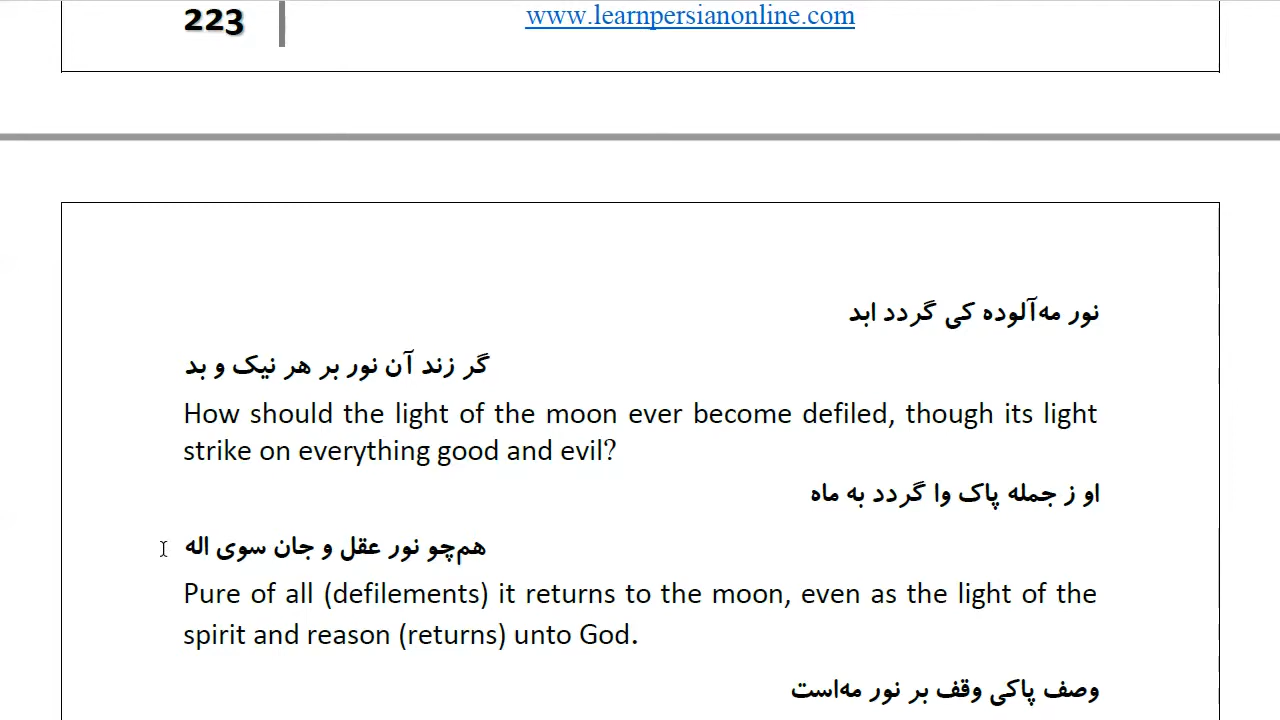 223 www.learnpersianonline.com
نور مه‌آلوده کی گردد ابد
گر زند آن نور بر هر نیک و بد
How should the light of the moon ever become defiled, though its light
strike on everything good and evil?
او ز جمله پاک وا گردد به ماه
هم‌چو نور عقل و جان سوی اله
Pure of all (defilements) it returns to the moon, even as the light of the
spirit and reason (returns) unto God.
وصف پاکی وقف بر نور مه‌است